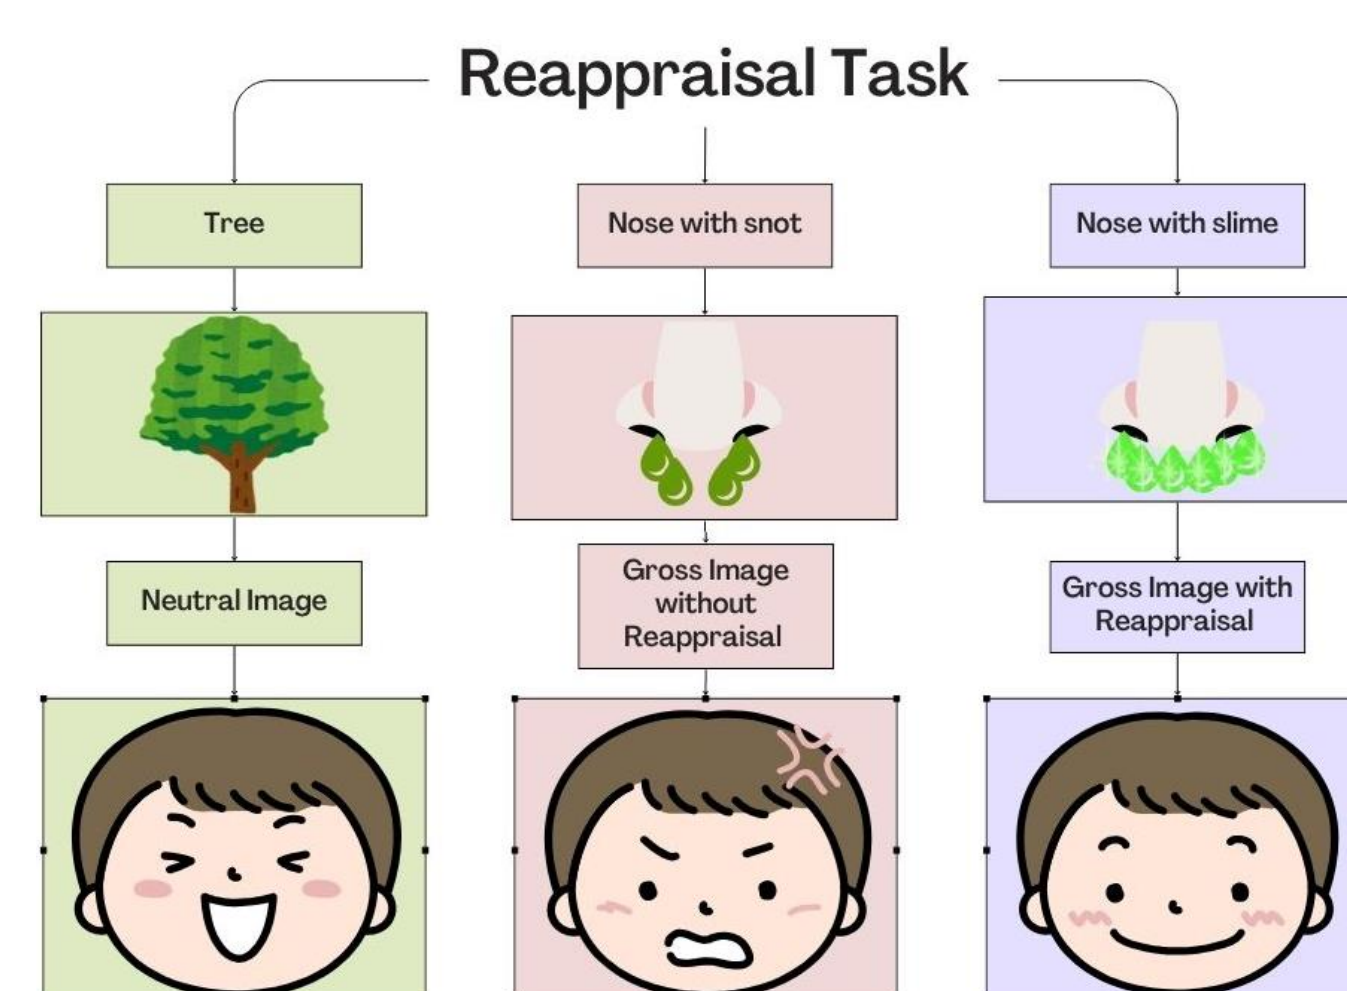 Reappraisal Task
Tree
Nose with snot
Nose with slime
Neutral Image
Gross Image
without
Reappraisal
Gross Image with
Reappraisal